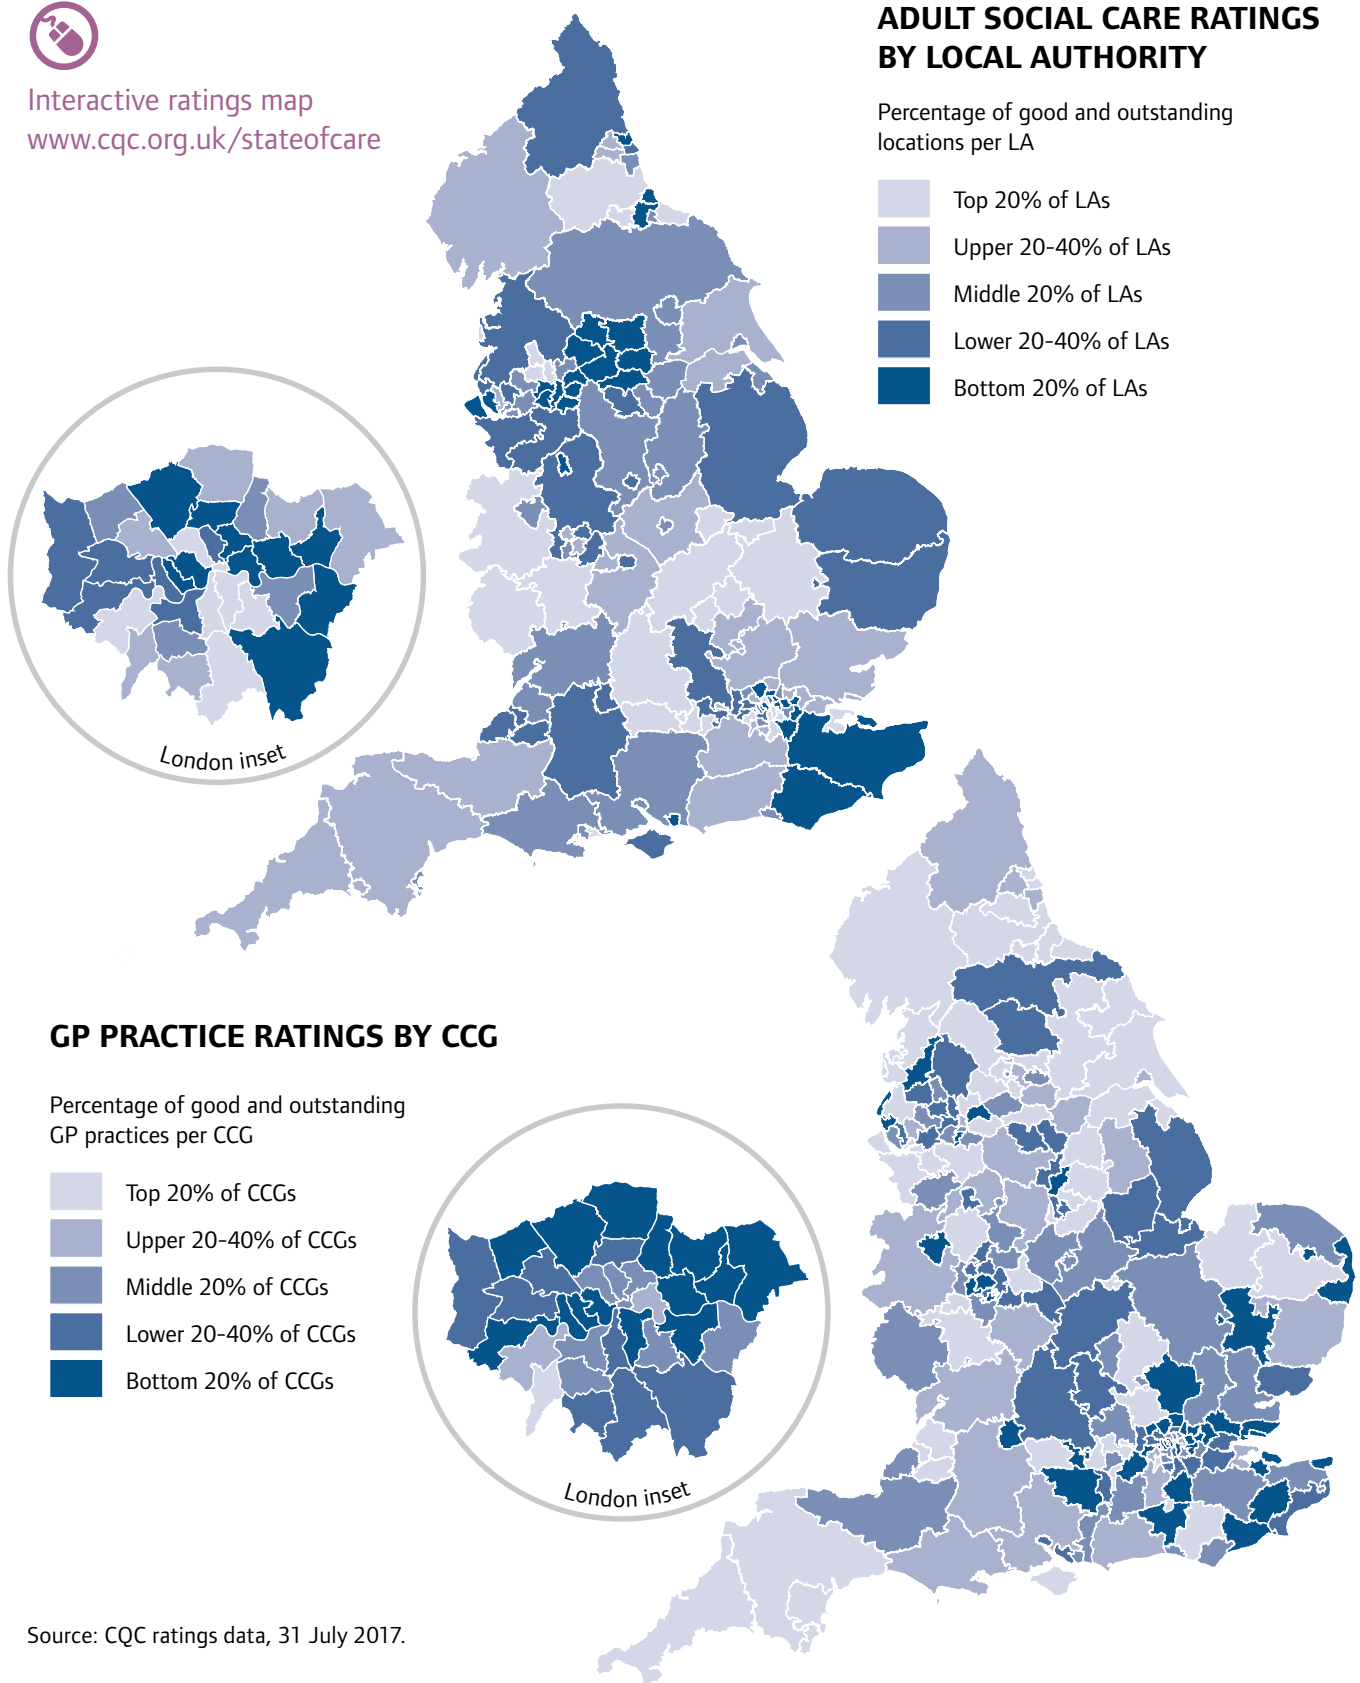 Interactive ratings map
www.cqc.org.uk/stateofcare
ADULT SOCIAL CARE RATINGS
BY LOCAL AUTHORITY
Percentage of good and outstanding
locations per LA
Top 20% of LAs
Upper 20-40% of LAs
Middle 20% of LAs
Lower 20-40% of LAs
Bottom 20% of LAs
London inset
GP PRACTICE RATINGS BY CCG
Percentage of good and outstanding
GP practices per CCG
Top 20% of CCGs
Upper 20-40% of CCGs
Middle 20% of CCGs
Lower 20-40% of CCGs
Bottom 20% of CCGs
London inset
Source: CQC ratings data, 31 July 2017.